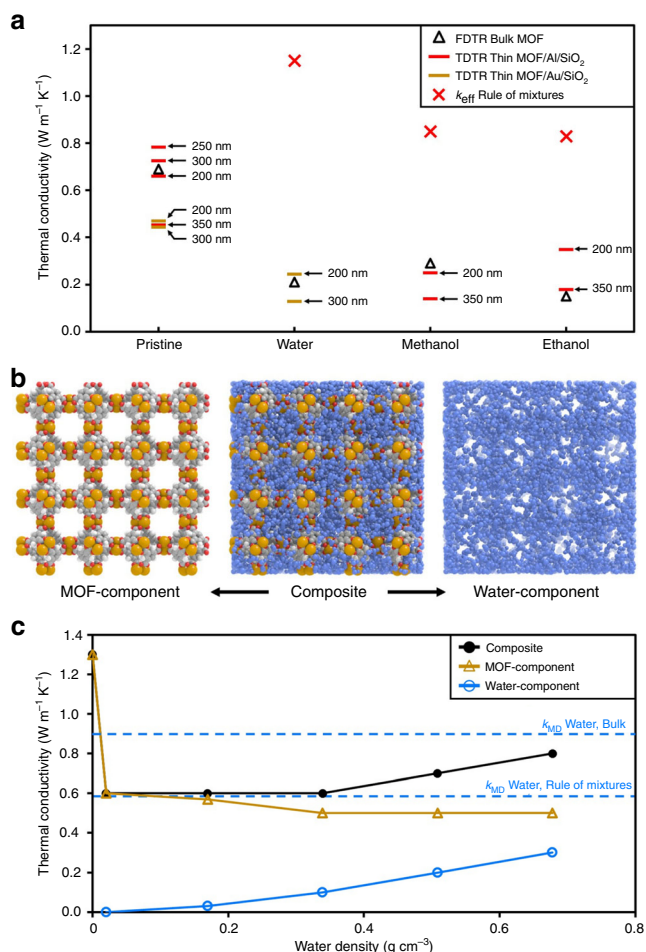 a
Thermal conductivity (W m⁻¹ K⁻¹)
1.2
1.0
0.8
0.6
0.4
0.2
0.0
FDTR Bulk MOF
TDTR Thin MOF/Al/SiO₂
TDTR Thin MOF/Au/SiO₂
k_eff Rule of mixtures
250 nm
300 nm
200 nm
200 nm
350 nm
300 nm
200 nm
300 nm
200 nm
350 nm
200 nm
350 nm
Pristine Water Methanol Ethanol
b
MOF-component Composite Water-component
c
Thermal conductivity (W m⁻¹ K⁻¹)
1.4
1.2
1.0
0.8
0.6
0.4
0.2
0.0
Composite
MOF-component
Water-component
k_MD Water, Bulk
k_MD Water, Rule of mixtures
0 0.2 0.4 0.6 0.8
Water density (g cm⁻³)